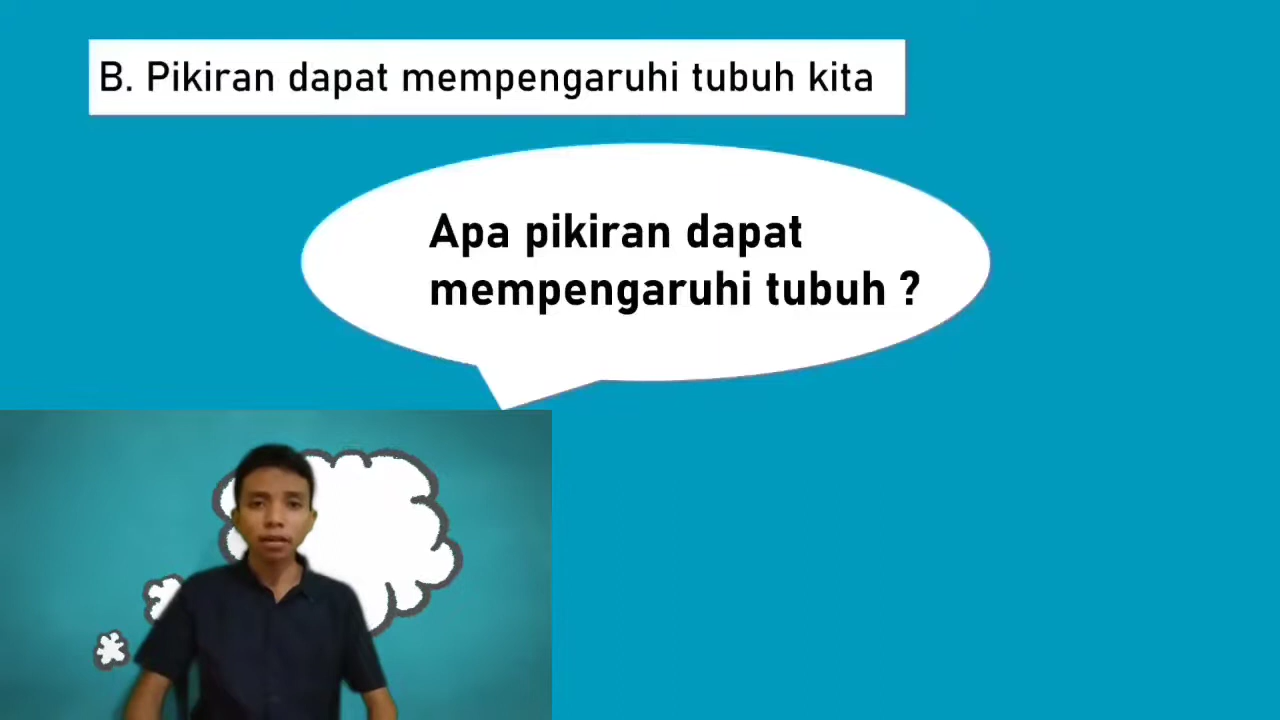 B. Pikiran dapat mempengaruhi tubuh kita
Apa pikiran dapat
mempengaruhi tubuh ?